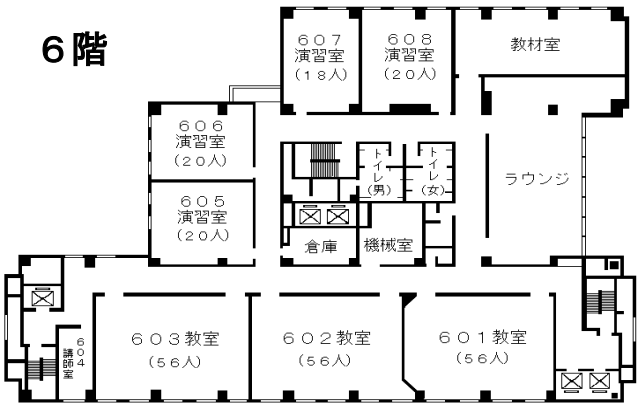 ６階
６０７
演習室
（１８人）
６０８
演習室
（２０人）
教材室
６０６
演習室
（２０人）
トイレ（男）
トイレ（女）
ラウンジ
６０５
演習室
（２０人）
倉庫
機械室
６０４
講師室
６０３教室
（５６人）
６０２教室
（５６人）
６０１教室
（５６人）